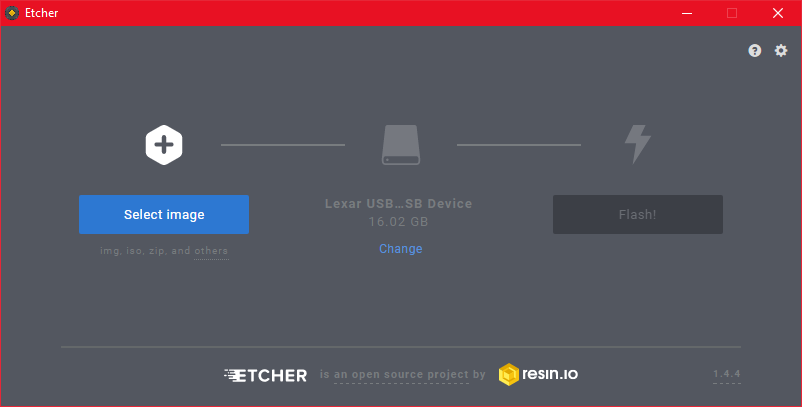 Etcher
Select image
img, iso, zip, and others
Lexar USB...SB Device
16.02 GB
Change
Flash!
ETCHER is an open source project by resin.io
1.4.4